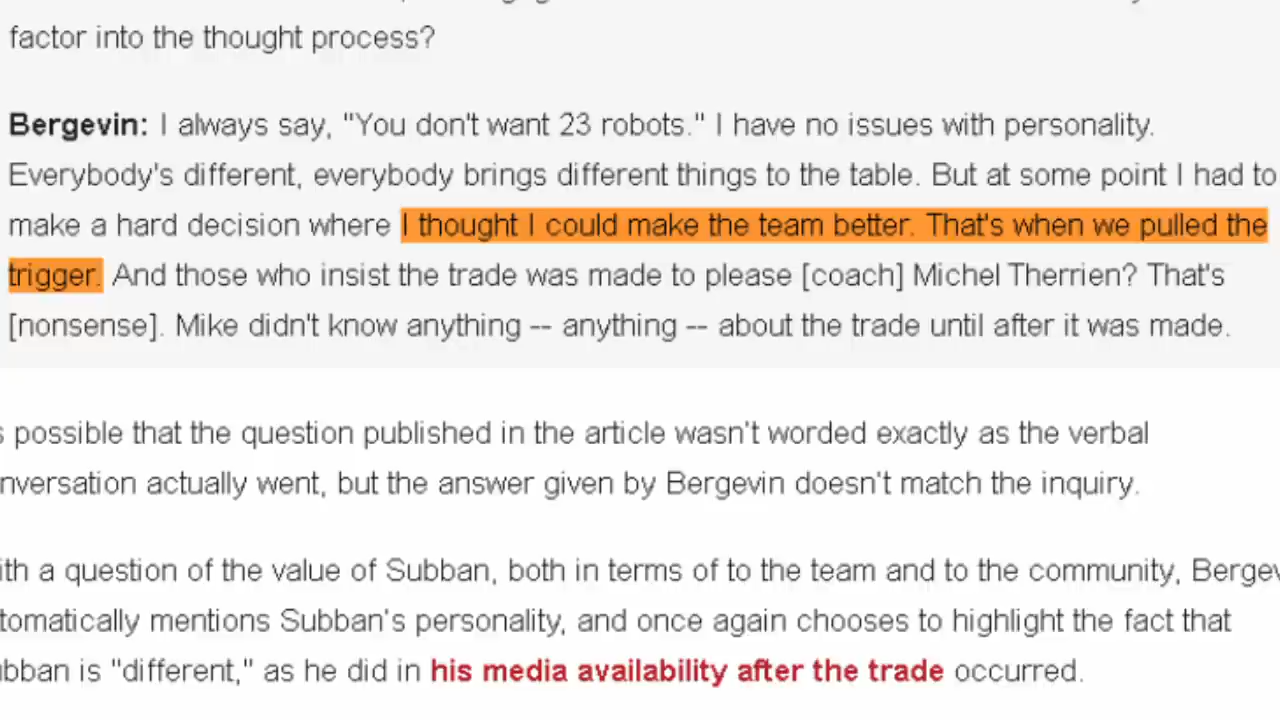 factor into the thought process?
Bergevin: I always say, "You don't want 23 robots." I have no issues with personality.
Everybody's different, everybody brings different things to the table. But at some point I had to
make a hard decision where I thought I could make the team better. That's when we pulled the
trigger. And those who insist the trade was made to please [coach] Michel Therrien? That's
[nonsense]. Mike didn't know anything -- anything -- about the trade until after it was made.
possible that the question published in the article wasn't worded exactly as the verbal
nversation actually went, but the answer given by Bergevin doesn't match the inquiry.
ith a question of the value of Subban, both in terms of to the team and to the community, Bergev
tomatically mentions Subban's personality, and once again chooses to highlight the fact that
bban is "different," as he did in his media availability after the trade occurred.